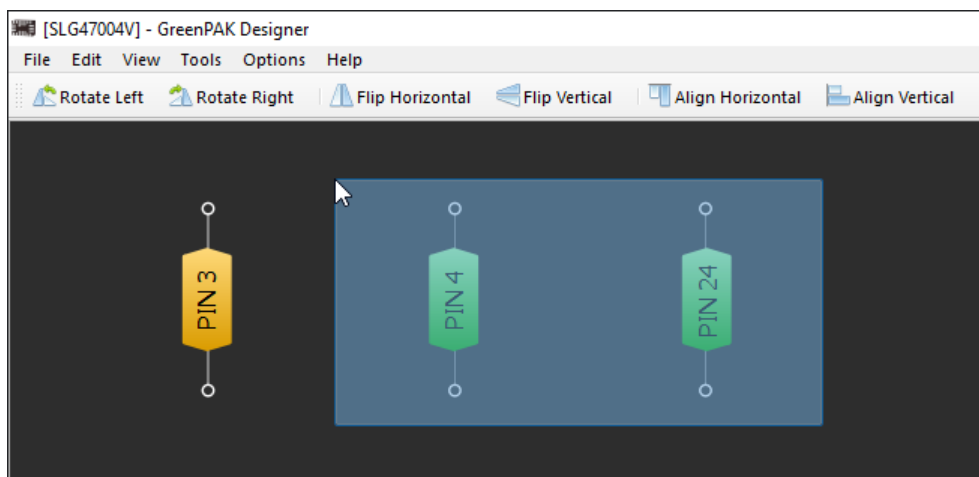 [SLG47004V] - GreenPAK Designer
File Edit View Tools Options Help
Rotate Left Rotate Right Flip Horizontal Flip Vertical Align Horizontal Align Vertical
PIN 3 PIN 4 PIN 24